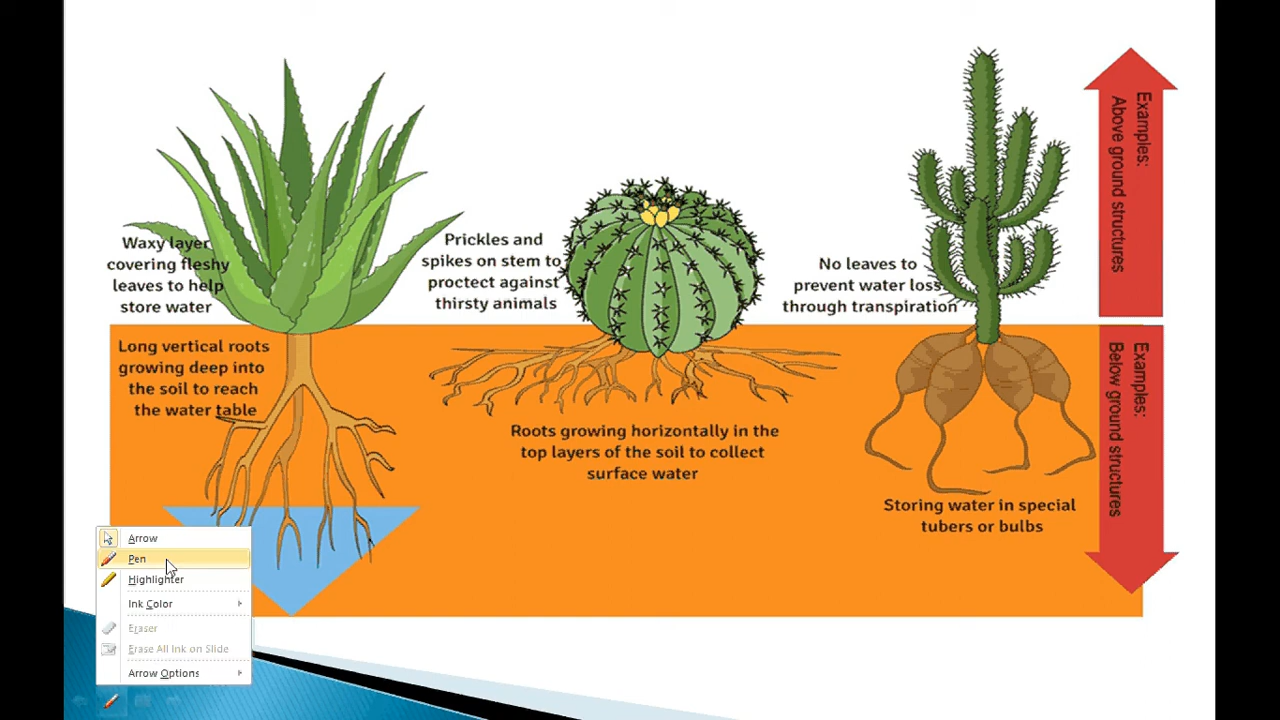 Waxy layer
covering fleshy
leaves to help
store water
Prickles and
spikes on stem to
proctect against
thirsty animals
No leaves to
prevent water loss
through transpiration
Examples:
Above ground structures
Long vertical roots
growing deep into
the soil to reach
the water table
Roots growing horizontally in the
top layers of the soil to collect
surface water
Storing water in special
tubers or bulbs
Examples:
Below ground structures
Arrow
Pen
Highlighter
Ink Color
Eraser
Erase All Ink on Slide
Arrow Options